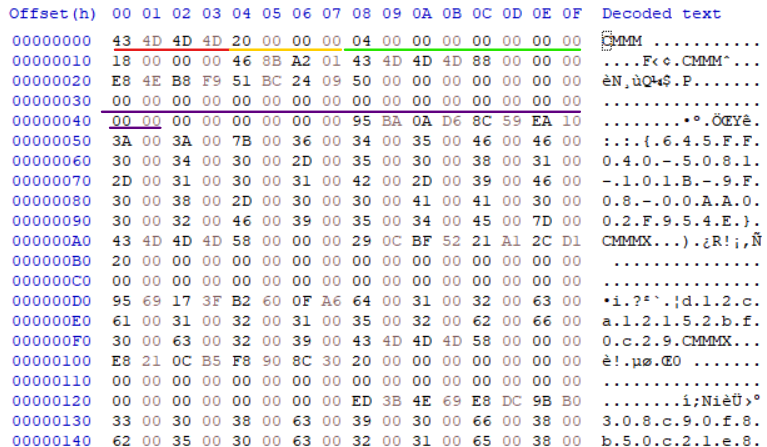 Offset(h) 00 01 02 03 04 05 06 07 08 09 0A 0B 0C 0D 0E 0F Decoded text
00000000 43 4D 4D 4D 20 00 00 00 04 00 00 00 00 00 00 00 CMMM ...........
00000010 18 00 00 00 46 8B A2 01 43 4D 4D 4D 88 00 00 00 ....F‹¢.CMMMˆ...
00000020 E8 4E B8 F9 51 BC 24 09 50 00 00 00 00 00 00 00 èN¸ùQ¼$.P.......
00000030 00 00 00 00 00 00 00 00 00 00 00 00 00 00 00 00 ................
00000040 00 00 00 00 00 00 00 00 95 BA 0A D6 8C 59 EA 10 ........•º.ÖŒYê.
00000050 3A 00 3A 00 7B 00 36 00 34 00 35 00 46 00 46 00 :.:.{.6.4.5.F.F.
00000060 30 00 34 00 30 00 2D 00 35 00 30 00 38 00 31 00 0.4.0.-.5.0.8.1.
00000070 2D 00 31 00 30 00 31 00 42 00 2D 00 39 00 46 00 -.1.0.1.B.-.9.F.
00000080 30 00 38 00 2D 00 30 00 30 00 41 00 41 00 30 00 0.8.-.0.0.A.A.0.
00000090 30 00 32 00 46 00 39 00 35 00 34 00 45 00 7D 00 0.2.F.9.5.4.E.}.
000000A0 43 4D 4D 4D 58 00 00 00 29 0C BF 52 21 A1 2C D1 CMMMX...).¿R!¡,Ñ
000000B0 20 00 00 00 00 00 00 00 00 00 00 00 00 00 00 00  ...............
000000C0 00 00 00 00 00 00 00 00 00 00 00 00 00 00 00 00 ................
000000D0 95 69 17 3F B2 60 0F A6 64 00 31 00 32 00 63 00 •i.?²`.¦d.1.2.c.
000000E0 61 00 31 00 32 00 31 00 35 00 32 00 62 00 66 00 a.1.2.1.5.2.b.f.
000000F0 30 00 63 00 32 00 39 00 43 4D 4D 4D 58 00 00 00 0.c.2.9.CMMMX...
00000100 E8 21 0C B5 F8 90 8C 30 20 00 00 00 00 00 00 00 è!.µø.Œ0 .......
00000110 00 00 00 00 00 00 00 00 00 00 00 00 00 00 00 00 ................
00000120 00 00 00 00 00 00 00 00 ED 3B 4E 69 E8 DC 9B B0 ........í;NièÜ›°
00000130 33 00 30 00 38 00 63 00 39 00 30 00 66 00 38 00 3.0.8.c.9.0.f.8.
00000140 62 00 35 00 30 00 63 00 32 00 31 00 65 00 38 00 b.5.0.c.2.1.e.8.